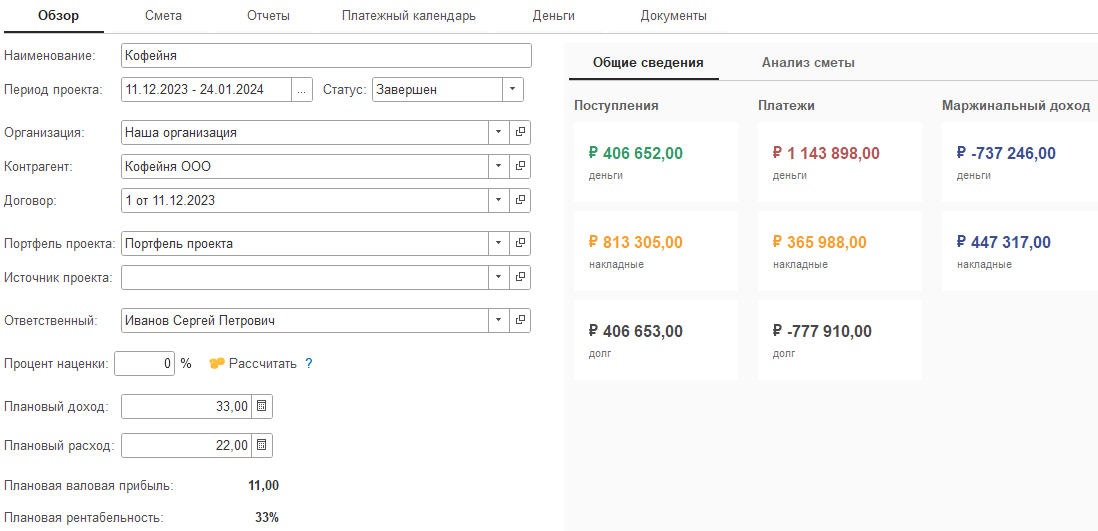 Обзор Смета Отчеты Платежный календарь Деньги Документы
Наименование: Кофейня
Период проекта: 11.12.2023 - 24.01.2024 ... Статус: Завершен
Организация: Наша организация
Контрагент: Кофейня ООО
Договор: 1 от 11.12.2023
Портфель проекта: Портфель проекта
Источник проекта:
Ответственный: Иванов Сергей Петрович
Процент наценки: 0 % Рассчитать ?
Плановый доход: 33,00
Плановый расход: 22,00
Плановая валовая прибыль: 11,00
Плановая рентабельность: 33%
Общие сведения Анализ сметы
Поступления Платежи Маржинальный доход
₽ 406 652,00 ₽ 1 143 898,00 ₽ -737 246,00
деньги деньги деньги
₽ 813 305,00 ₽ 365 988,00 ₽ 447 317,00
накладные накладные накладные
₽ 406 653,00 ₽ -777 910,00
долг долг